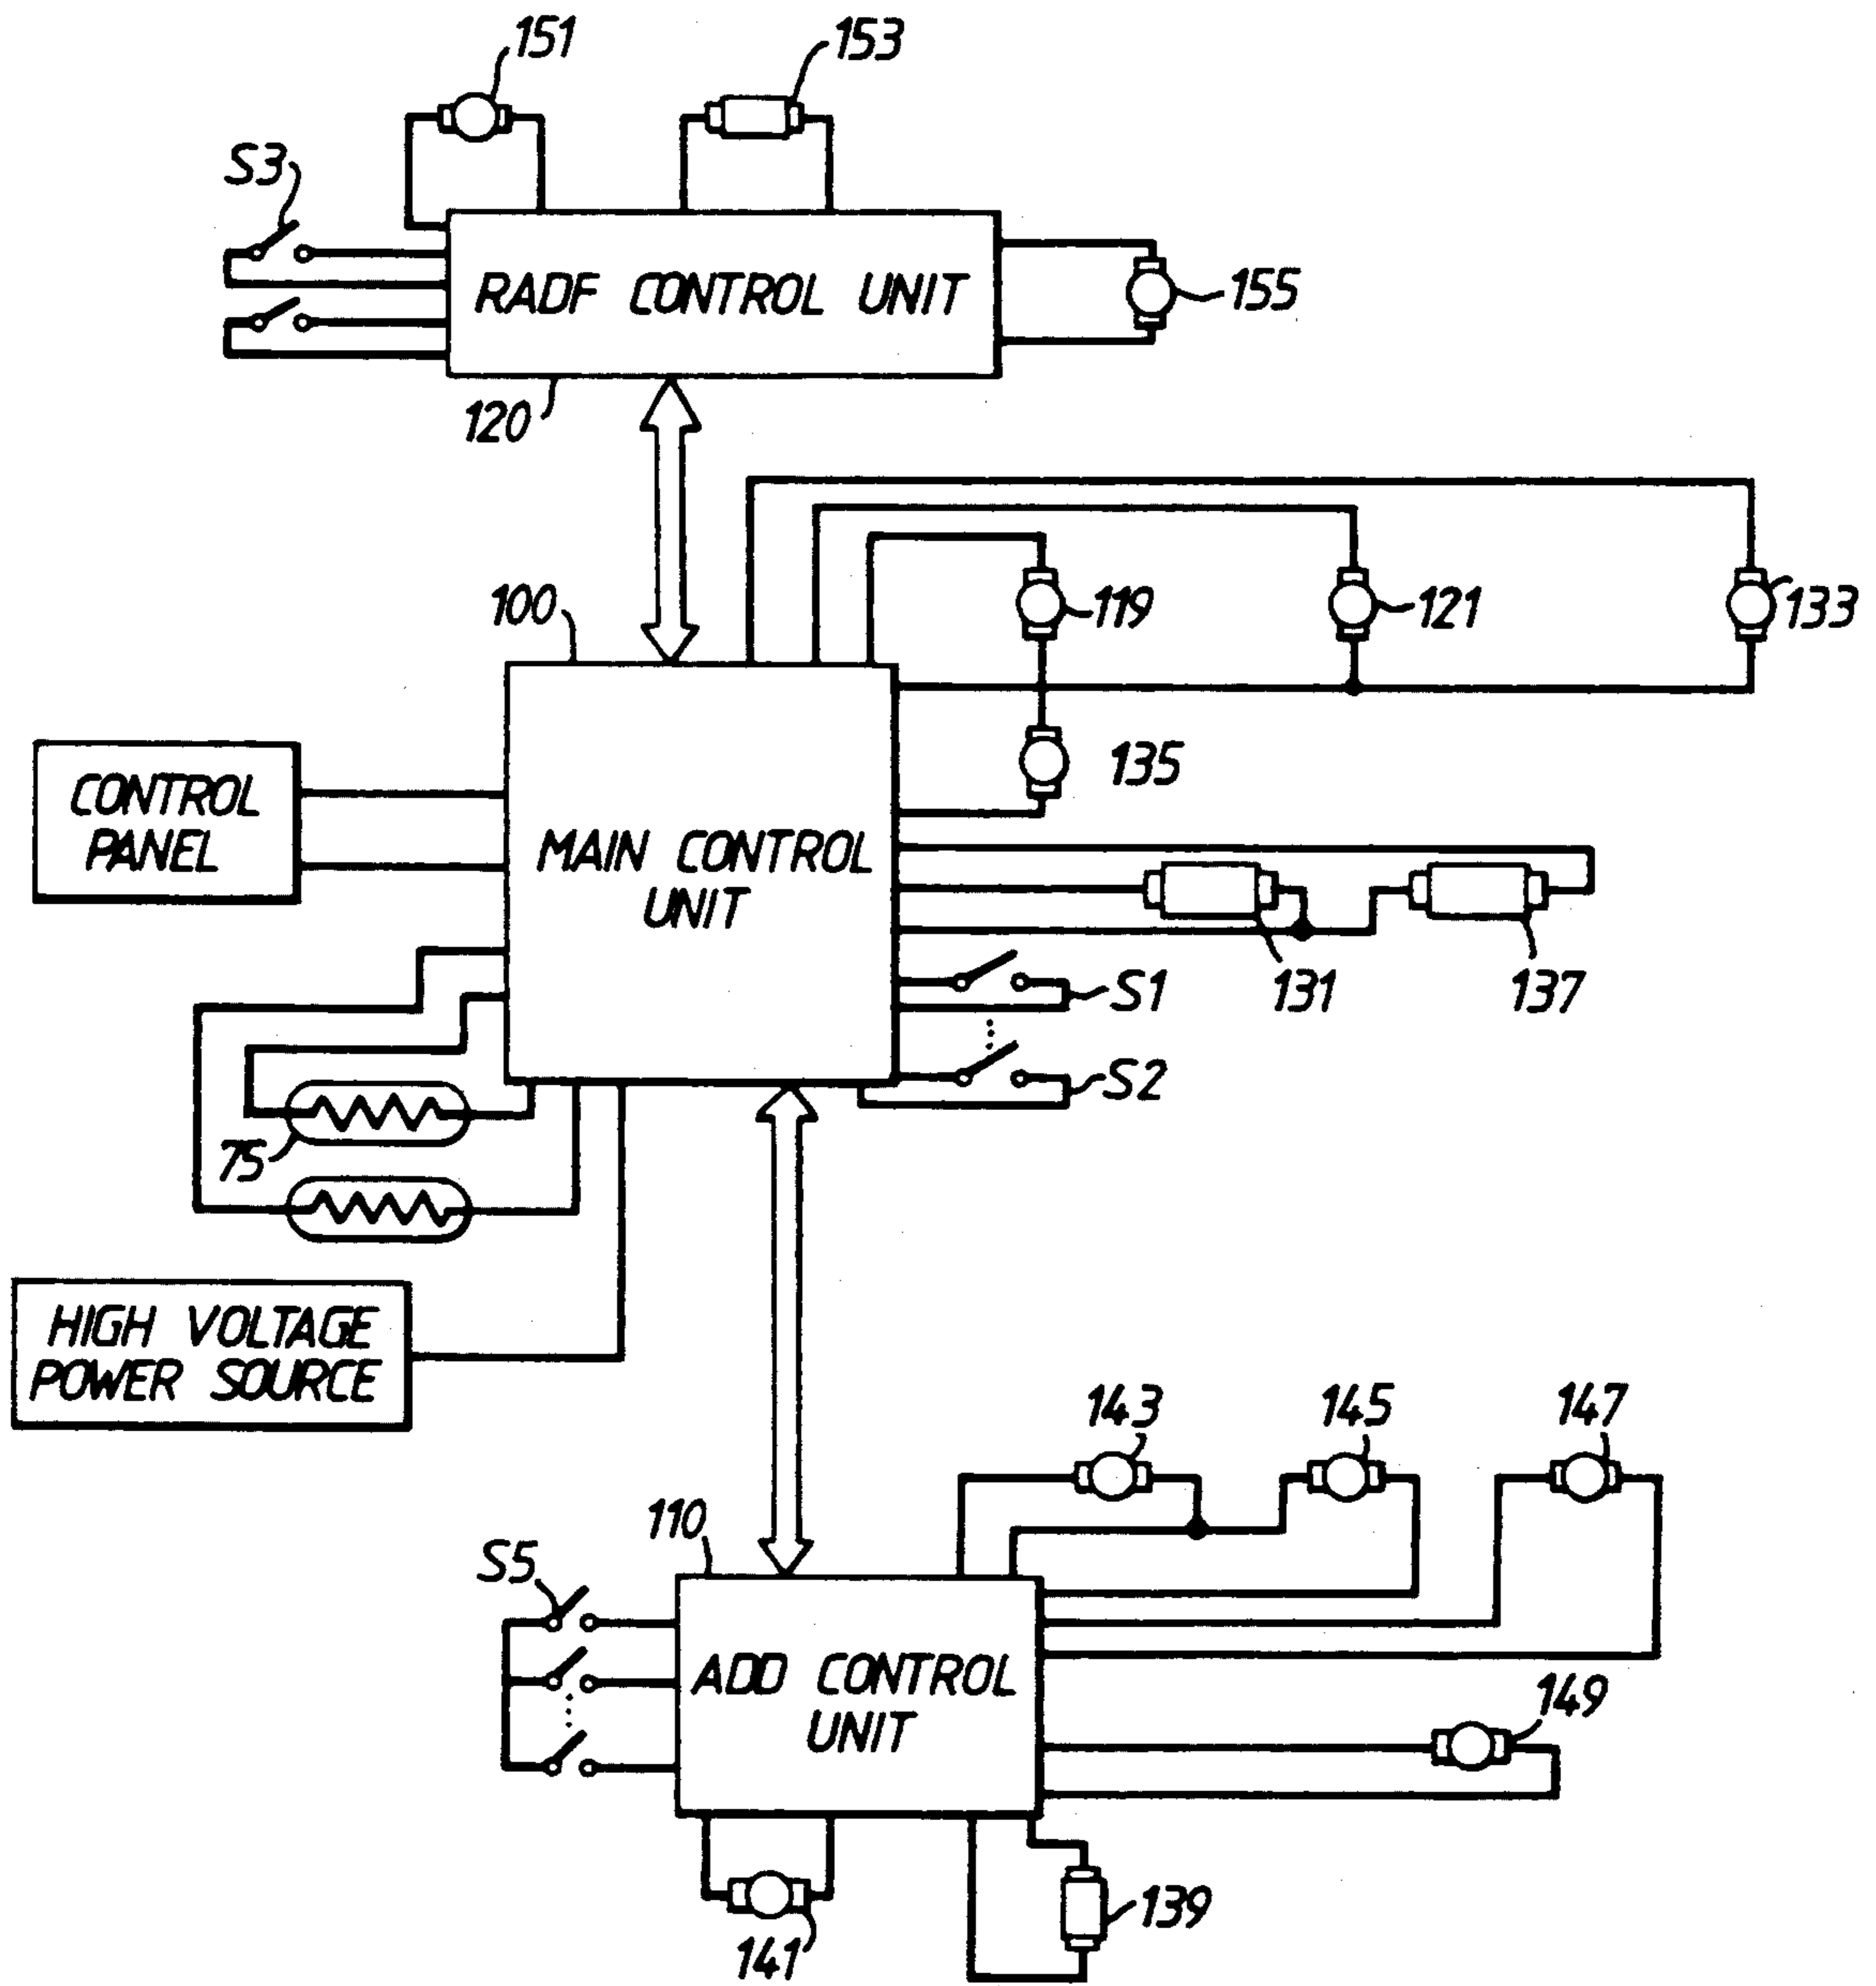 151
153
S3
RADF CONTROL UNIT
155
120
100
119
121
133
135
CONTROL
PANEL
MAIN CONTROL
UNIT
131
137
S1
S2
75
HIGH VOLTAGE
POWER SOURCE
143
145
147
110
S5
ADD CONTROL
UNIT
149
141
139